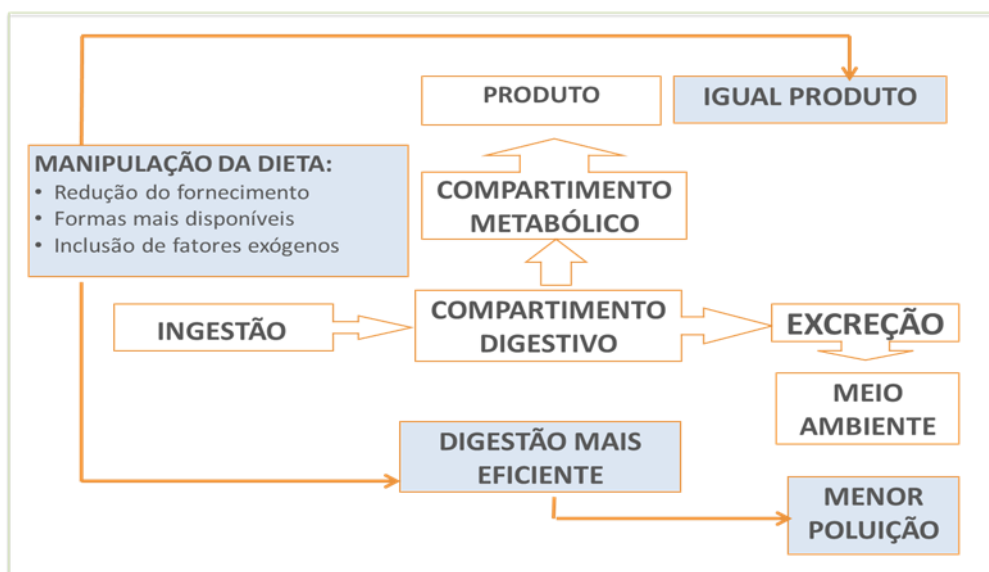 PRODUTO
IGUAL PRODUTO
MANIPULAÇÃO DA DIETA:
• Redução do fornecimento
• Formas mais disponíveis
• Inclusão de fatores exógenos
COMPARTIMENTO
METABÓLICO
INGESTÃO
COMPARTIMENTO
DIGESTIVO
EXCREÇÃO
MEIO
AMBIENTE
DIGESTÃO MAIS
EFICIENTE
MENOR
POLUIÇÃO